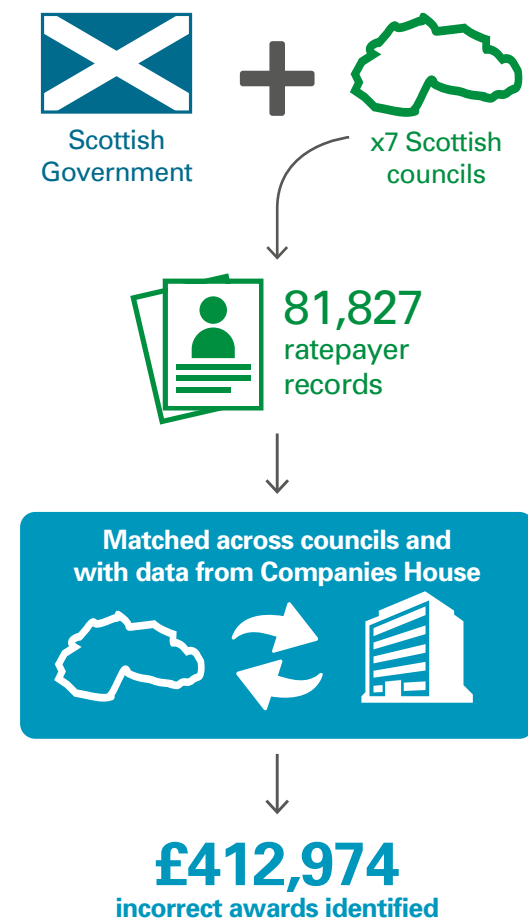 Scottish
Government
x7 Scottish
councils
81,827
ratepayer
records
Matched across councils and
with data from Companies House
£412,974
incorrect awards identified